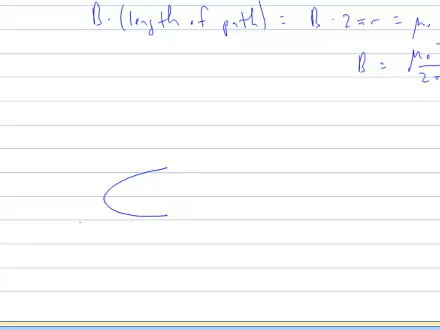 B · (length of path) = B · 2πr = μ₀
B = μ₀ / 2π